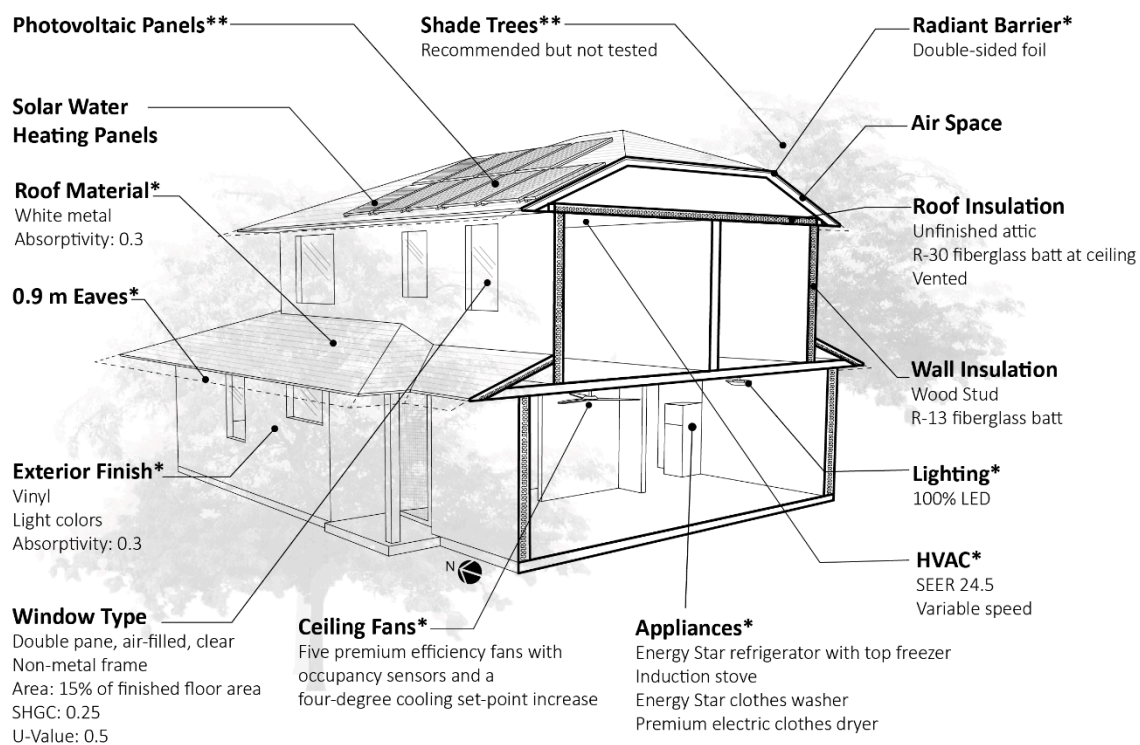 Photovoltaic Panels**
Shade Trees**
Recommended but not tested
Radiant Barrier*
Double-sided foil
Solar Water
Heating Panels
Air Space
Roof Material*
White metal
Absorptivity: 0.3
Roof Insulation
Unfinished attic
R-30 fiberglass batt at ceiling
Vented
0.9 m Eaves*
Wall Insulation
Wood Stud
R-13 fiberglass batt
Exterior Finish*
Vinyl
Light colors
Absorptivity: 0.3
Lighting*
100% LED
N
HVAC*
SEER 24.5
Variable speed
Window Type
Double pane, air-filled, clear
Non-metal frame
Area: 15% of finished floor area
SHGC: 0.25
U-Value: 0.5
Ceiling Fans*
Five premium efficiency fans with
occupancy sensors and a
four-degree cooling set-point increase
Appliances*
Energy Star refrigerator with top freezer
Induction stove
Energy Star clothes washer
Premium electric clothes dryer